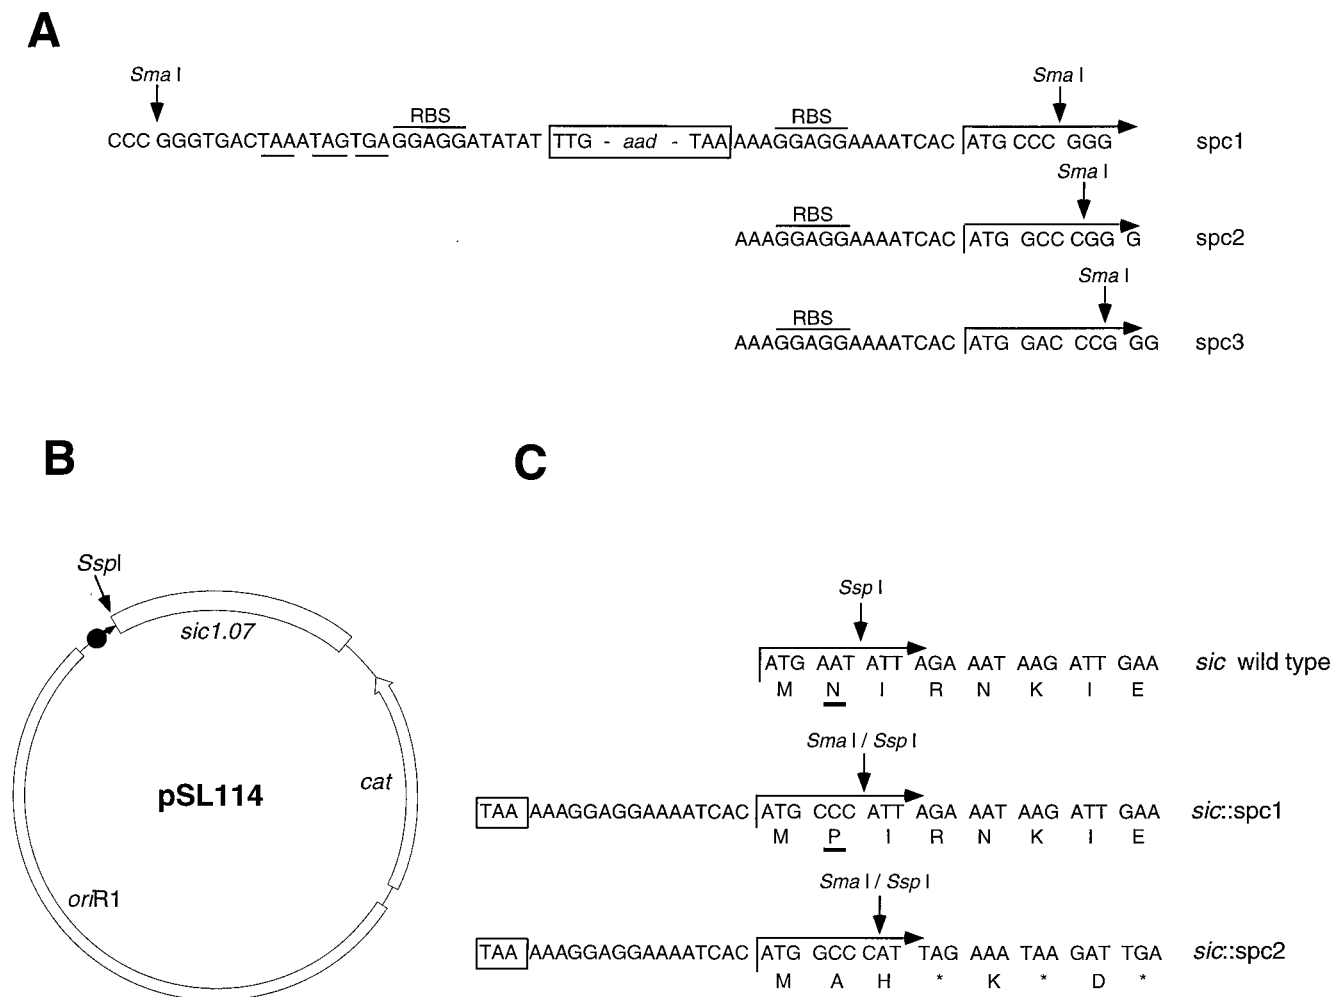 A
Sma I
Sma I
RBS
RBS
CCC GGGTGACTAAATAGTGAGGAGGATATAT TTG - aad - TAA AAAGGAGGAAAATCAC ATG CCC GGG spc1
Sma I
RBS
AAAGGAGGAAAATCAC ATG GCC CGG G spc2
Sma I
RBS
AAAGGAGGAAAATCAC ATG GAC CCG GG spc3
B
C
SspI
sic1.07
cat
pSL114
oriR1
Ssp I
ATG AAT ATT AGA AAT AAG ATT GAA sic wild type
M N I R N K I E
Sma I / Ssp I
TAA AAAGGAGGAAAATCAC ATG CCC ATT AGA AAT AAG ATT GAA sic::spc1
M P I R N K I E
Sma I / Ssp I
TAA AAAGGAGGAAAATCAC ATG GCC CAT TAG AAA TAA GAT TGA sic::spc2
M A H * K * D *